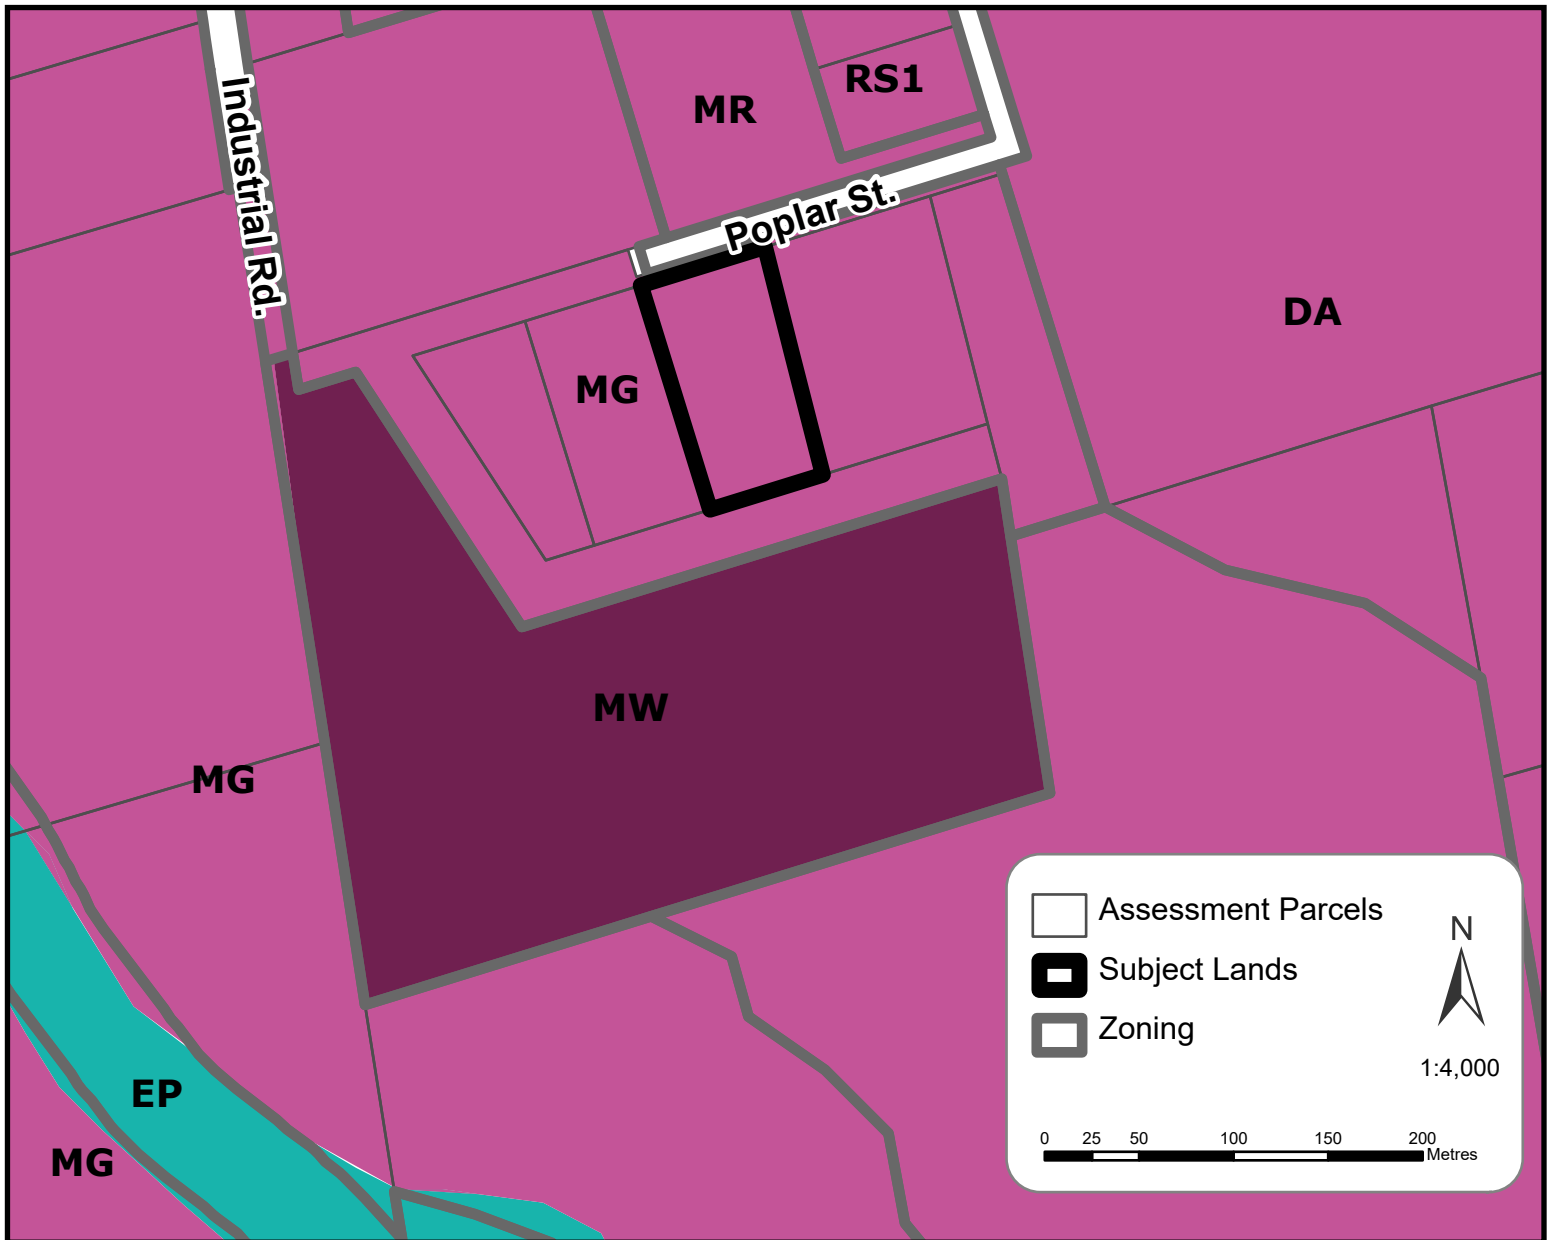 RS1
MR
Industrial Rd.
Poplar St.
DA
MG
MW
MG
EP
MG
Assessment Parcels
Subject Lands
Zoning
N
1:4,000
0 25 50 100 150 200
Metres